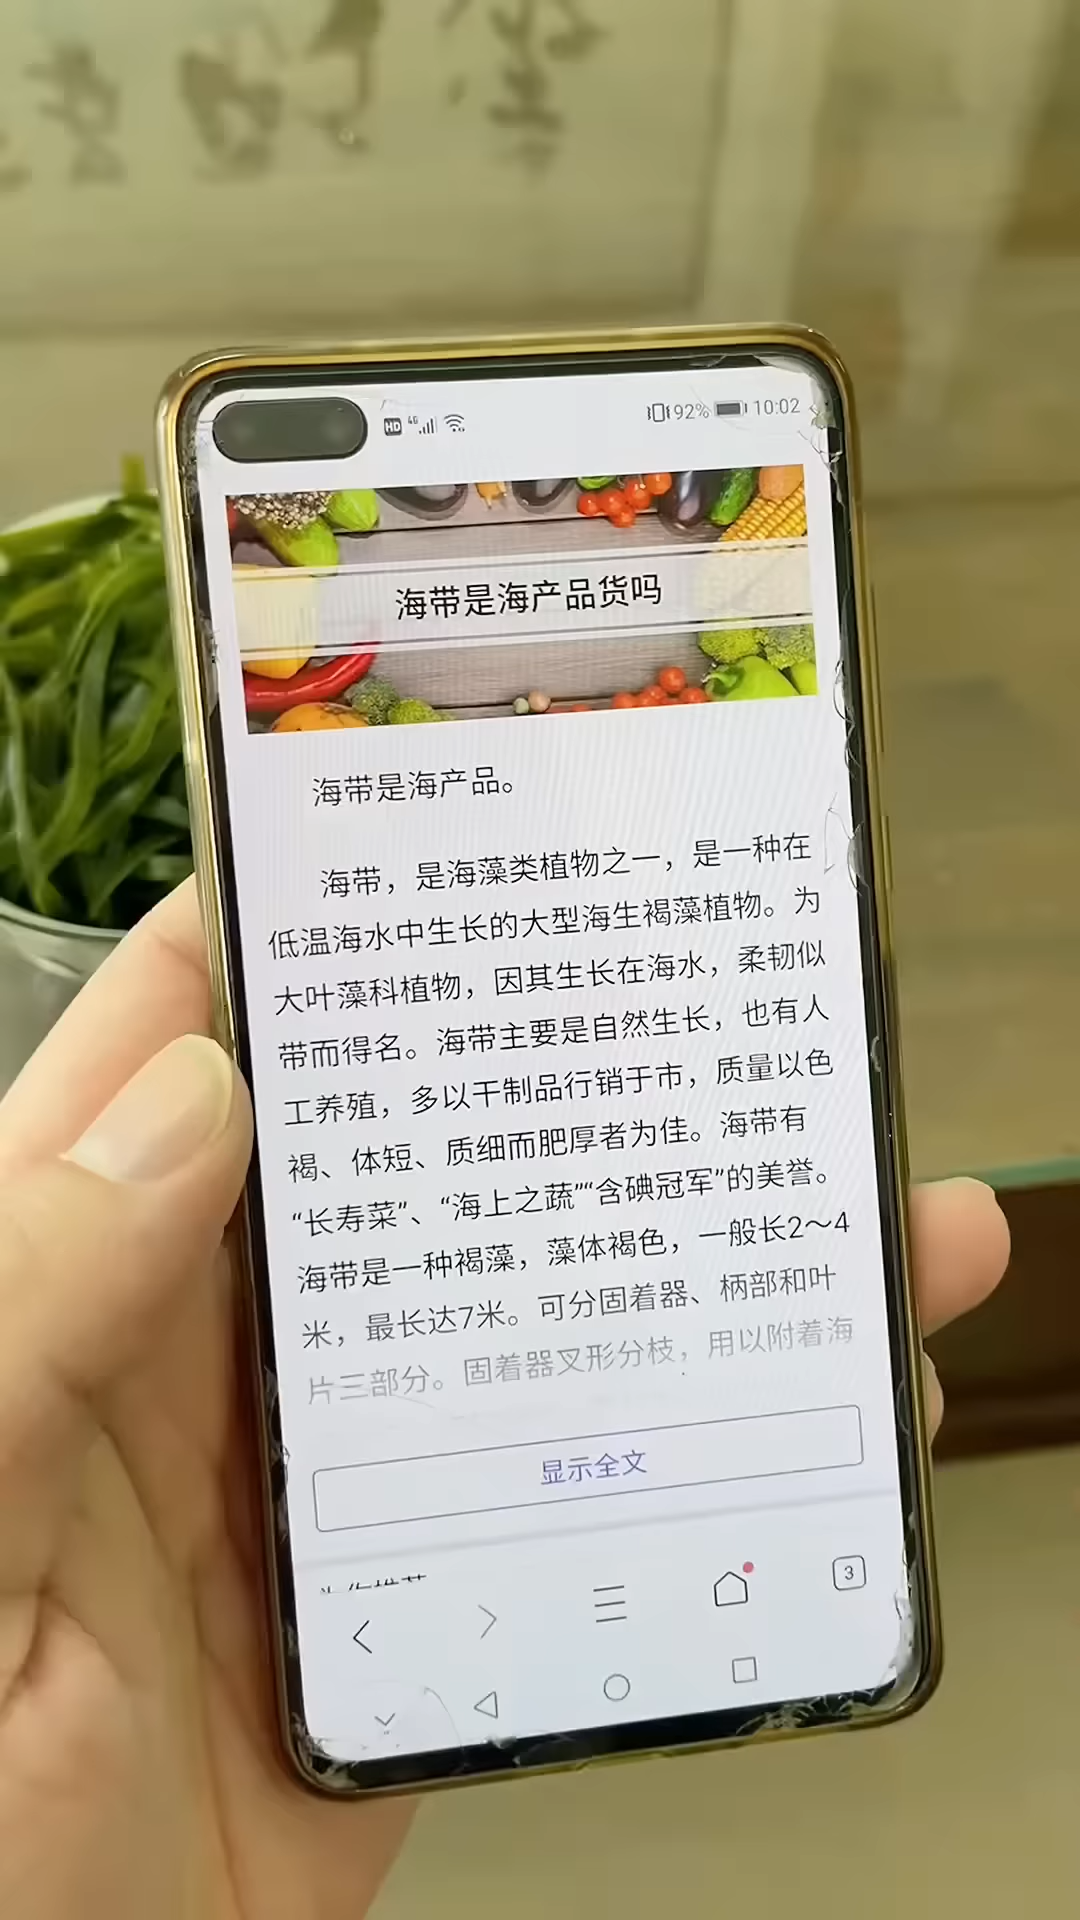 HD 4G 92% 10:02
海带是海产品货吗
海带是海产品。
海带，是海藻类植物之一，是一种在
低温海水中生长的大型海生褐藻植物。为
大叶藻科植物，因其生长在海水，柔韧似
带而得名。海带主要是自然生长，也有人
工养殖，多以干制品行销于市，质量以色
褐、体短、质细而肥厚者为佳。海带有
“长寿菜”、“海上之蔬”“含碘冠军”的美誉。
海带是一种褐藻，藻体褐色，一般长2～4
米，最长达7米。可分固着器、柄部和叶
片三部分。固着器叉形分枝，用以附着海
显示全文
3